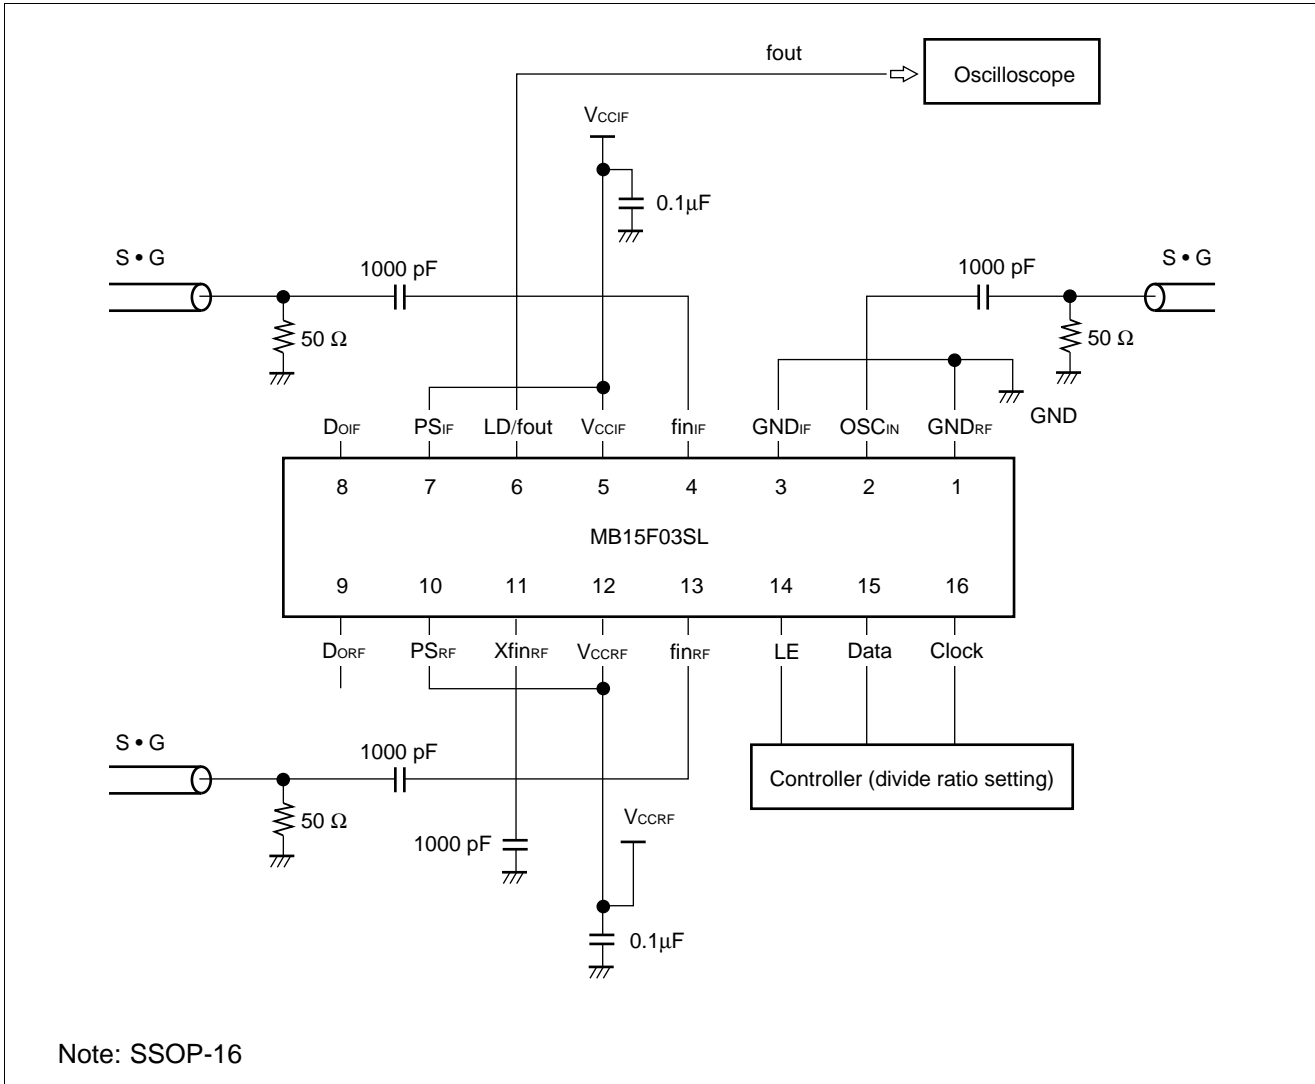 fout
Oscilloscope
VCCIF
0.1μF
S • G
1000 pF
50 Ω
1000 pF
S • G
50 Ω
GND
DOIF PSIF LD/fout VCCIF finIF GNDIF OSCIN GNDRF
8 7 6 5 4 3 2 1
MB15F03SL
9 10 11 12 13 14 15 16
DORF PSRF XfinRF VCCRF finRF LE Data Clock
S • G
1000 pF
50 Ω
1000 pF
VCCRF
0.1μF
Controller (divide ratio setting)
Note: SSOP-16